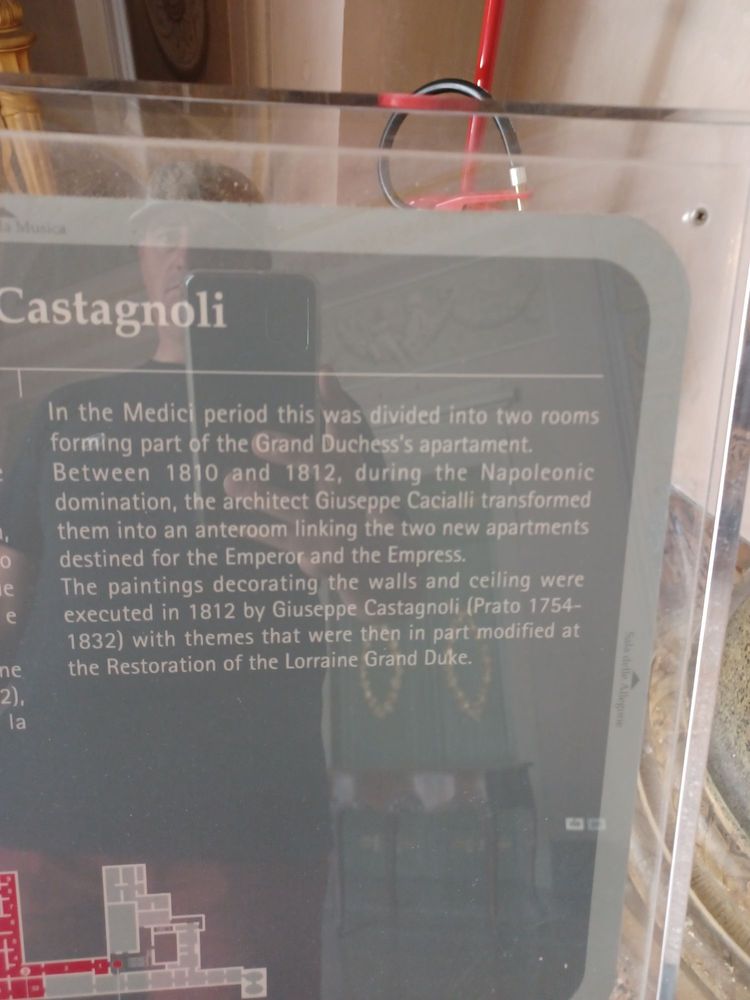 la Musica
Castagnoli
In the Medici period this was divided into two rooms
forming part of the Grand Duchess's apartament.
Between 1810 and 1812, during the Napoleonic
domination, the architect Giuseppe Cacialli transformed
them into an anteroom linking the two new apartments
destined for the Emperor and the Empress.
The paintings decorating the walls and ceiling were
executed in 1812 by Giuseppe Castagnoli (Prato 1754-
1832) with themes that were then in part modified at
the Restoration of the Lorraine Grand Duke.
e
ne
2),
la
Sala delle Allegorie